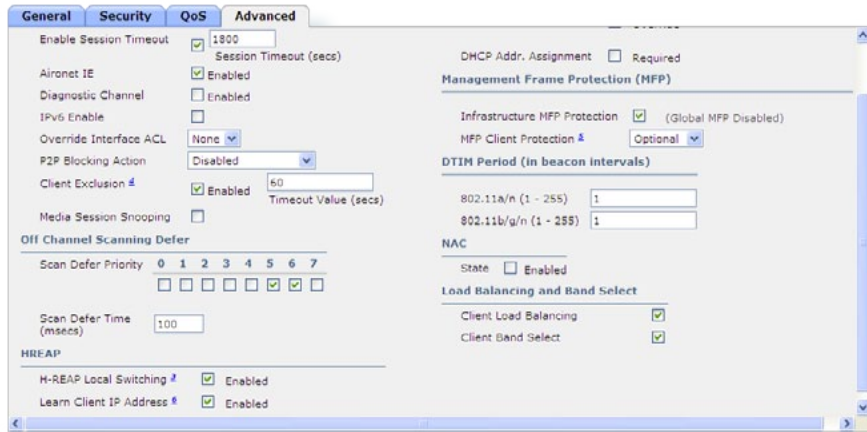 General Security QoS Advanced
Enable Session Timeout 1800
Session Timeout (secs)
Aironet IE Enabled
Diagnostic Channel Enabled
IPv6 Enable
Override Interface ACL None
P2P Blocking Action Disabled
Client Exclusion 4 Enabled 60
Timeout Value (secs)
Media Session Snooping
Off Channel Scanning Defer
Scan Defer Priority 0 1 2 3 4 5 6 7
Scan Defer Time 100
(msecs)
HREAP
H-REAP Local Switching 2 Enabled
Learn Client IP Address 6 Enabled
DHCP Addr. Assignment Required
Management Frame Protection (MFP)
Infrastructure MFP Protection (Global MFP Disabled)
MFP Client Protection Optional
DTIM Period (in beacon intervals)
802.11a/n (1 - 255) 1
802.11b/g/n (1 - 255) 1
NAC
State Enabled
Load Balancing and Band Select
Client Load Balancing
Client Band Select